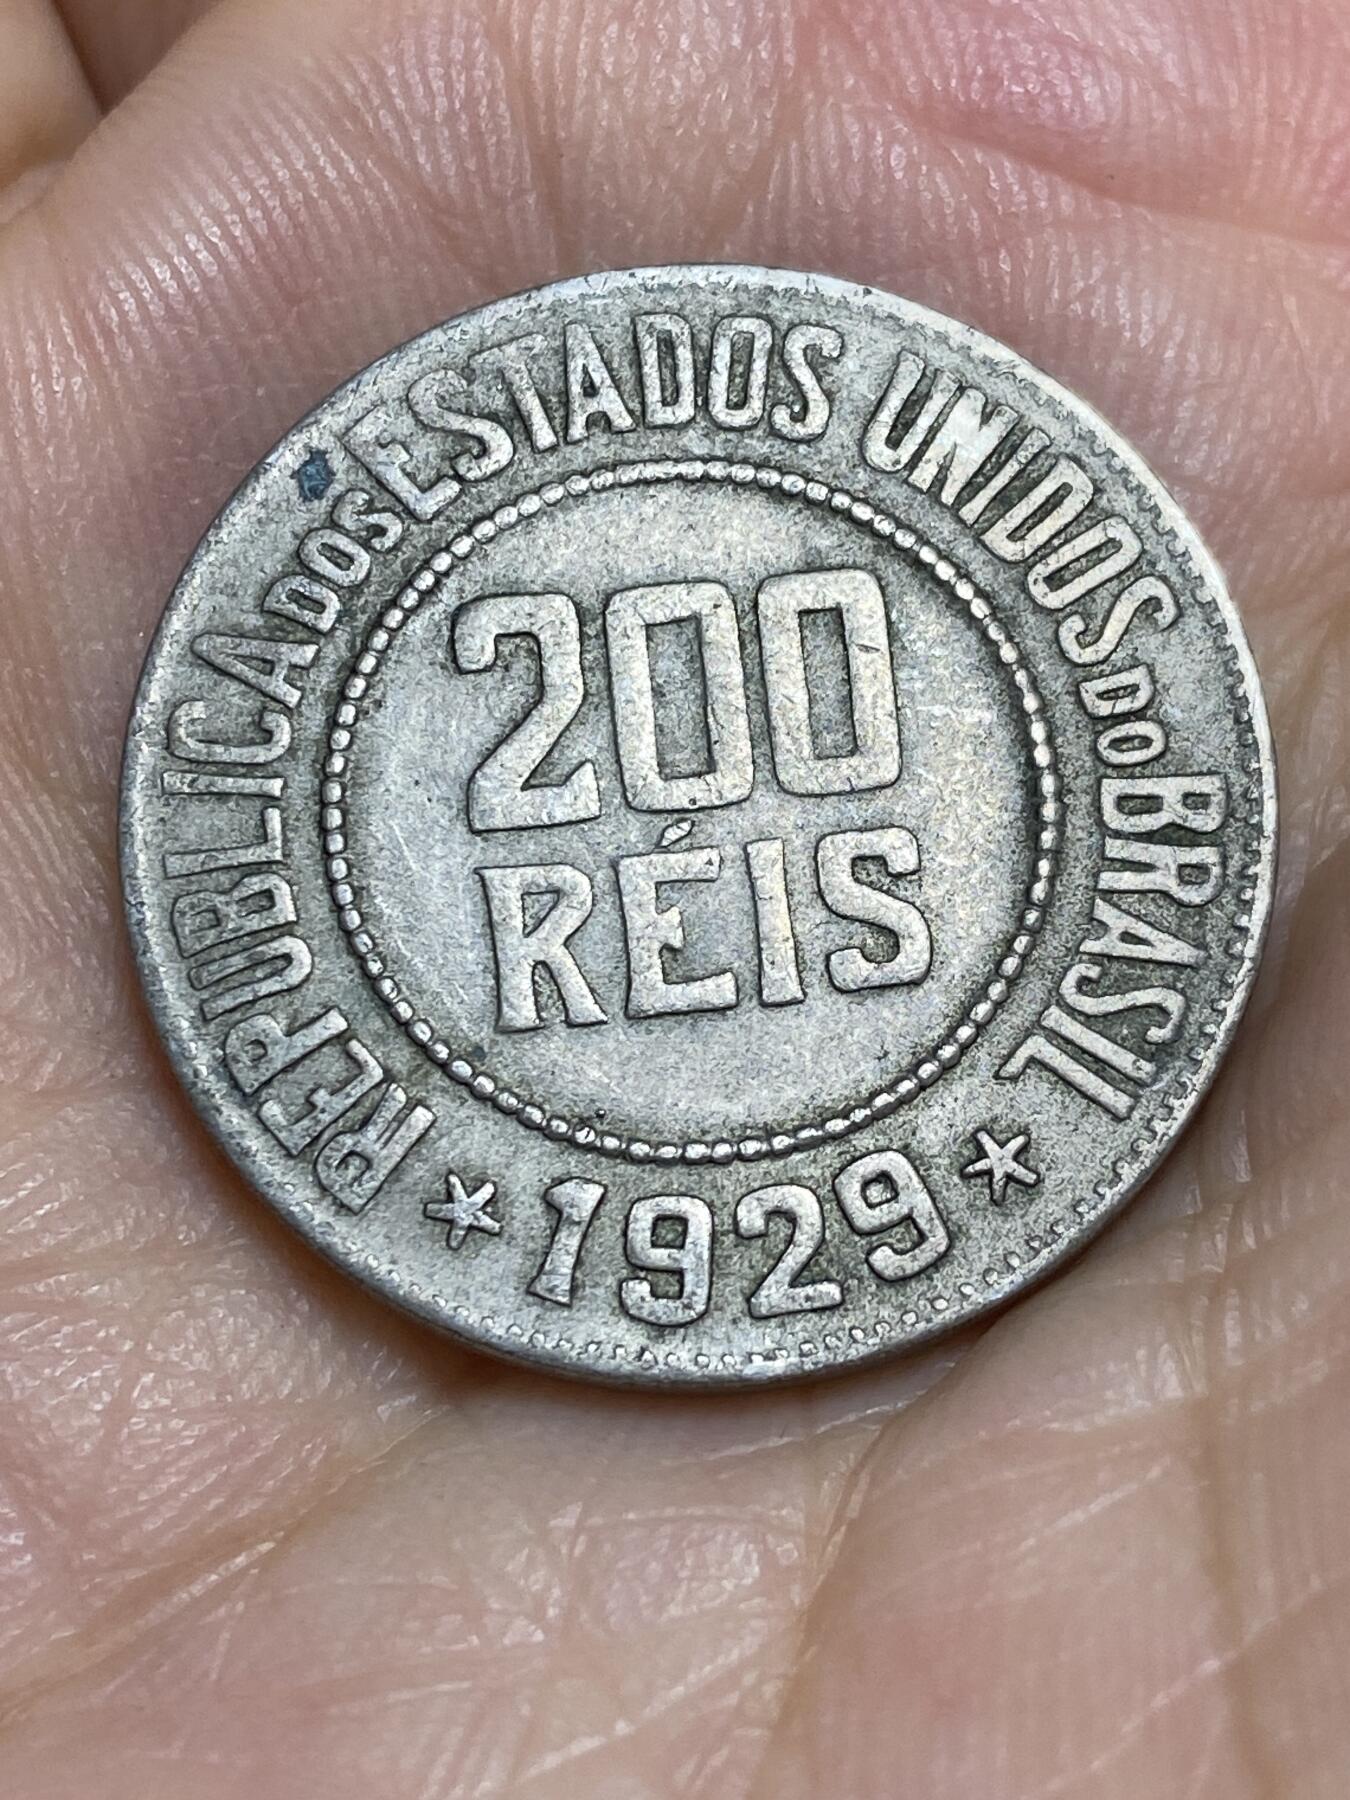 REPUBLICA DOS ESTADOS UNIDOS DO BRASIL
200
RÉIS
* 1929 *